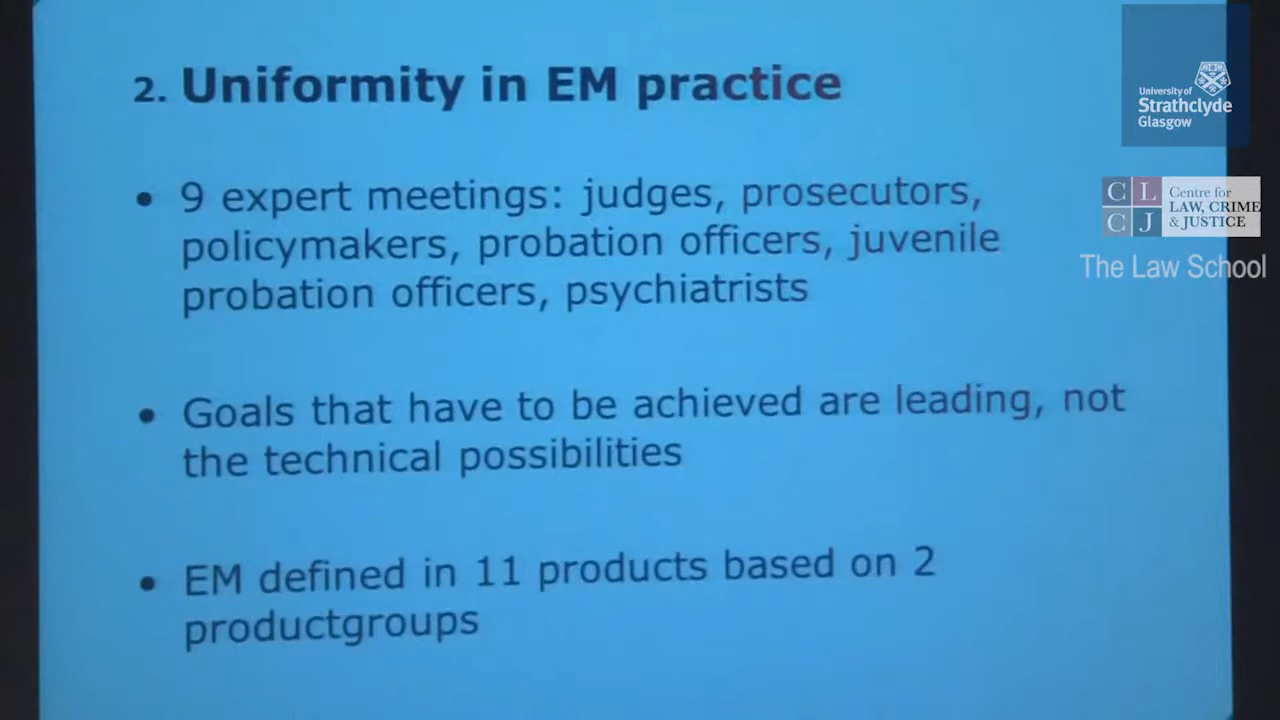 2. Uniformity in EM practice
• 9 expert meetings: judges, prosecutors,
policymakers, probation officers, juvenile
probation officers, psychiatrists
• Goals that have to be achieved are leading, not
the technical possibilities
• EM defined in 11 products based on 2
productgroups
University of
Strathclyde
Glasgow
CL
CJ
Centre for
LAW, CRIME
& JUSTICE
The Law School